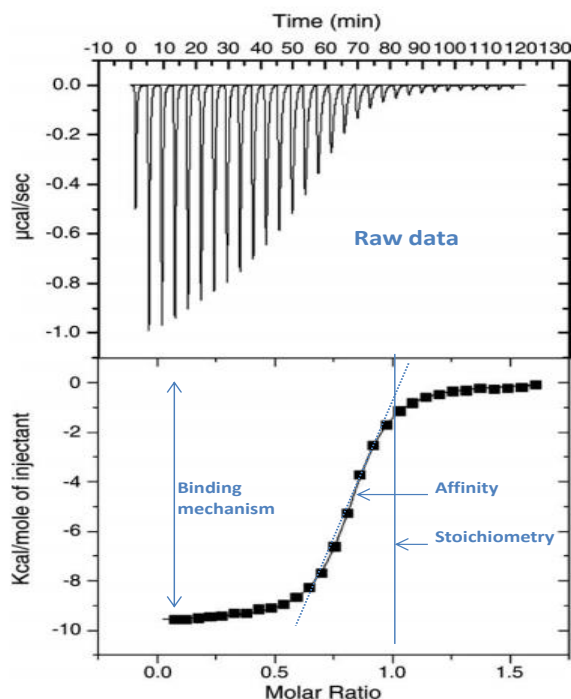 Time (min)
-10 0 10 20 30 40 50 60 70 80 90 100 110 120 130
0.0
-0.2
-0.4
-0.6
-0.8
-1.0
µcal/sec
Raw data
0
-2
-4
-6
-8
-10
Kcal/mole of injectant
Binding
mechanism
Affinity
Stoichiometry
0.0 0.5 1.0 1.5
Molar Ratio